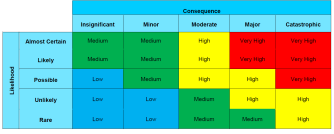 Consequence
Insignificant Minor Moderate Major Catastrophic
Likelihood
Almost Certain Medium Medium High Very High Very High
Likely Medium Medium High Very High Very High
Possible Low Medium High High Very High
Unlikely Low Low Medium High High
Rare Low Low Medium Medium High